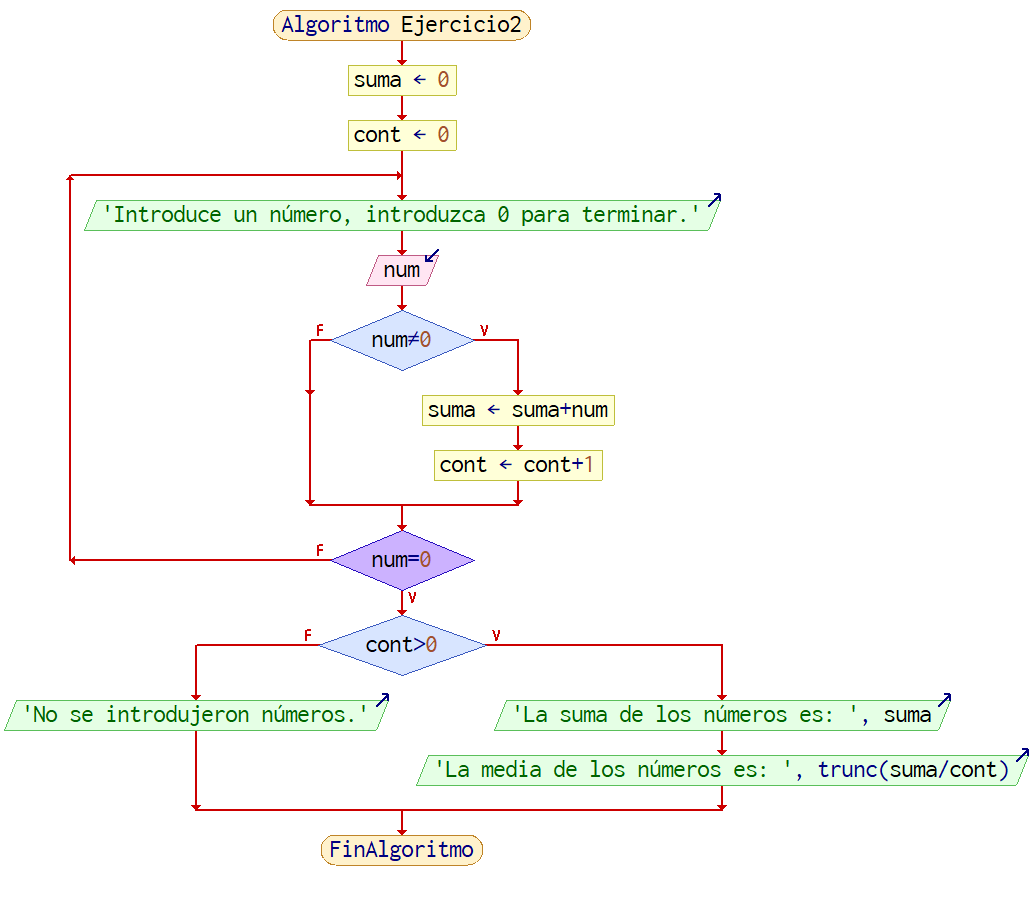 Algoritmo Ejercicio2
suma ← 0
cont ← 0
'Introduce un número, introduzca 0 para terminar.'
num
num≠0
F
V
suma ← suma+num
cont ← cont+1
num=0
F
V
cont>0
F
V
'No se introdujeron números.'
'La suma de los números es: ', suma
'La media de los números es: ', trunc(suma/cont)
FinAlgoritmo